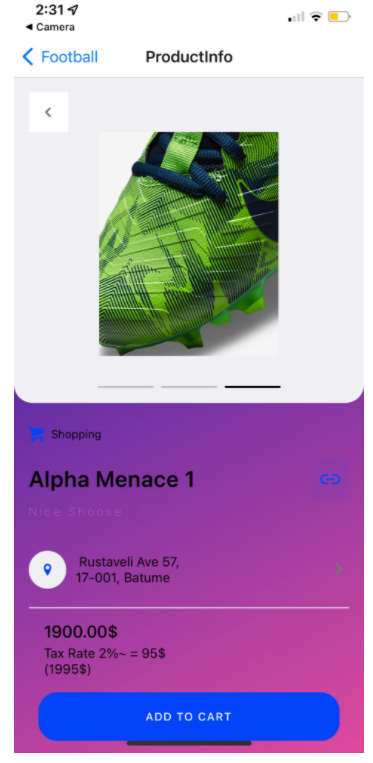 2:31
◀ Camera
Football
ProductInfo
Shopping
Alpha Menace 1
Nice Shoose
Rustaveli Ave 57,
17-001, Batume
1900.00$
Tax Rate 2%~ = 95$
(1995$)
ADD TO CART